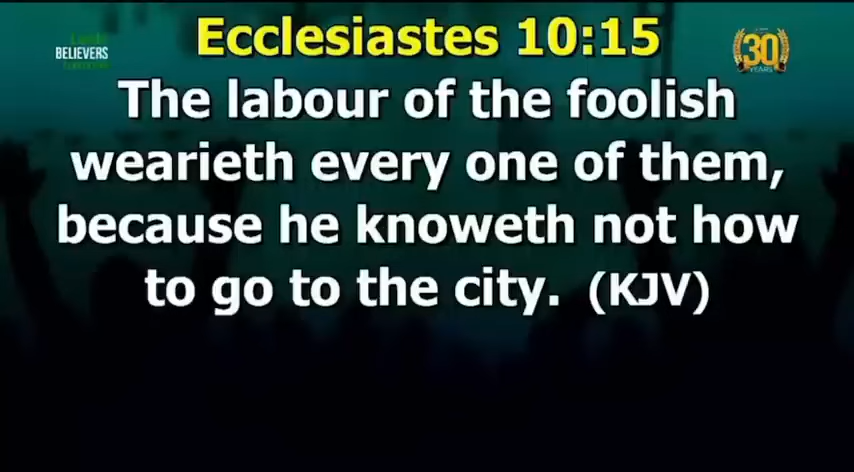 Ecclesiastes 10:15
BELIEVERS
30
YEARS
The labour of the foolish
wearieth every one of them,
because he knoweth not how
to go to the city. (KJV)